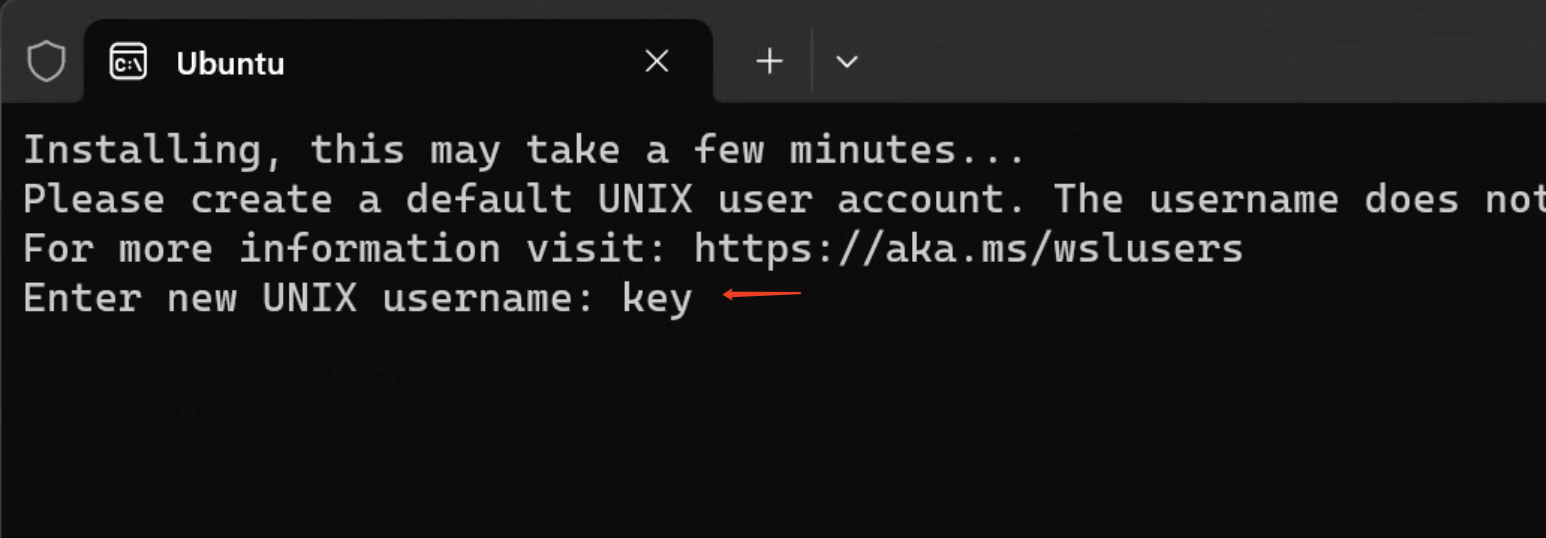 Ubuntu
Installing, this may take a few minutes...
Please create a default UNIX user account. The username does not
For more information visit: https://aka.ms/wslusers
Enter new UNIX username: key